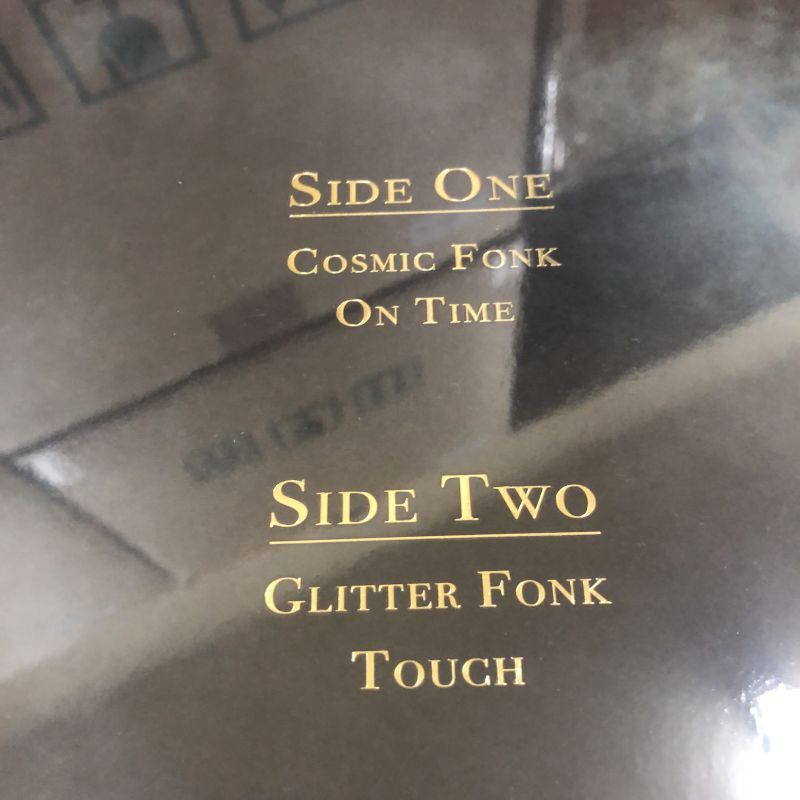 SIDE ONE
COSMIC FONK
ON TIME
SIDE TWO
GLITTER FONK
TOUCH